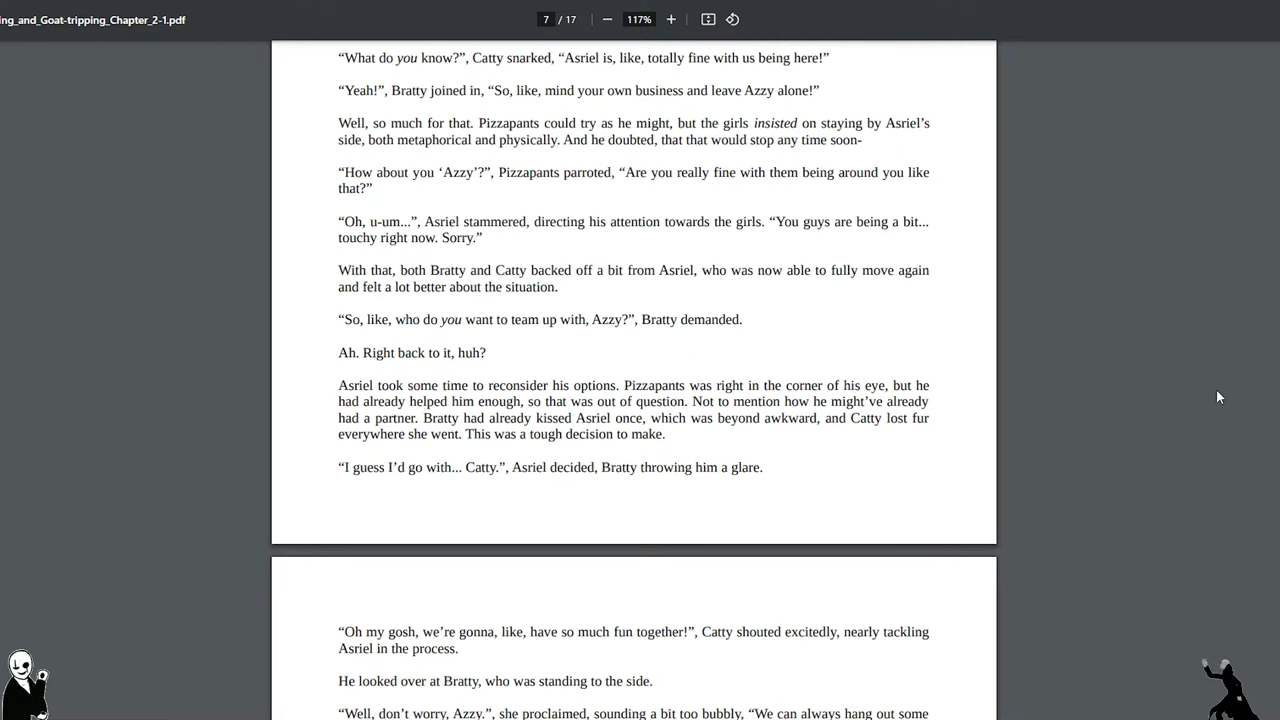 ing_and_Goat-tripping_Chapter_2-1.pdf
7 / 17
117%
“What do you know?”, Catty snarked, “Asriel is, like, totally fine with us being here!”
“Yeah!”, Bratty joined in, “So, like, mind your own business and leave Azzy alone!”
Well, so much for that. Pizzapants could try as he might, but the girls insisted on staying by Asriel’s
side, both metaphorical and physically. And he doubted, that that would stop any time soon-
“How about you ‘Azzy’?”, Pizzapants parroted, “Are you really fine with them being around you like
that?”
“Oh, u-um...”, Asriel stammered, directing his attention towards the girls. “You guys are being a bit...
touchy right now. Sorry.”
With that, both Bratty and Catty backed off a bit from Asriel, who was now able to fully move again
and felt a lot better about the situation.
“So, like, who do you want to team up with, Azzy?”, Bratty demanded.
Ah. Right back to it, huh?
Asriel took some time to reconsider his options. Pizzapants was right in the corner of his eye, but he
had already helped him enough, so that was out of question. Not to mention how he might’ve already
had a partner. Bratty had already kissed Asriel once, which was beyond awkward, and Catty lost fur
everywhere she went. This was a tough decision to make.
“I guess I’d go with... Catty.”, Asriel decided, Bratty throwing him a glare.
“Oh my gosh, we’re gonna, like, have so much fun together!”, Catty shouted excitedly, nearly tackling
Asriel in the process.
He looked over at Bratty, who was standing to the side.
“Well, don’t worry, Azzy.”, she proclaimed, sounding a bit too bubbly, “We can always hang out some